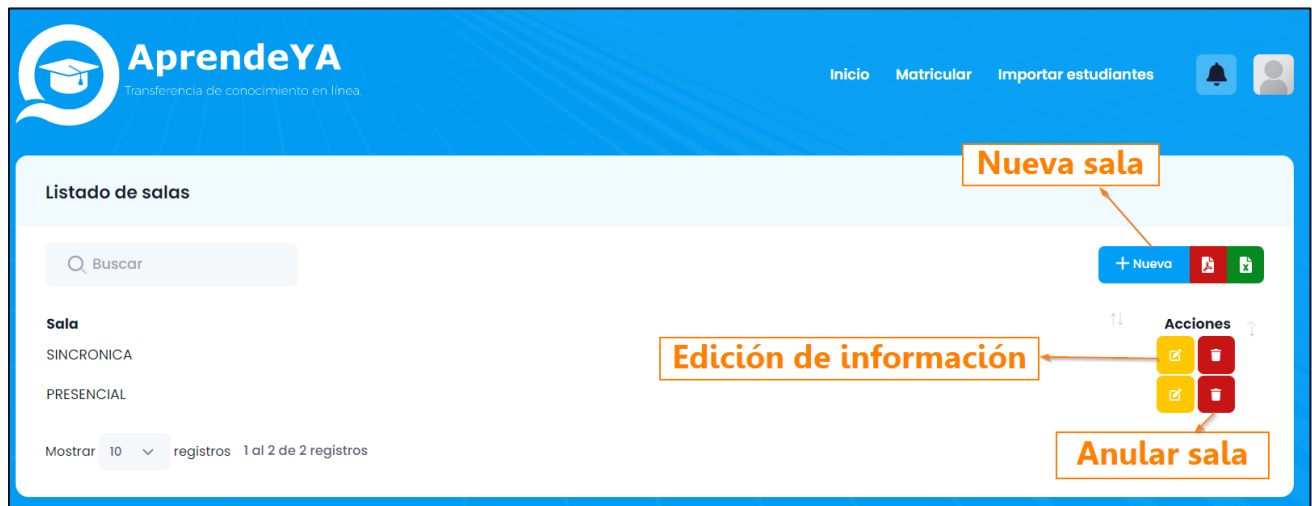 AprendeYA
Transferencia de conocimiento en línea.
Inicio Matricular Importar estudiantes
Nueva sala
Listado de salas
Buscar
+ Nueva
Sala Acciones
SINCRONICA
Edición de información
PRESENCIAL
Mostrar 10 registros 1 al 2 de 2 registros
Anular sala